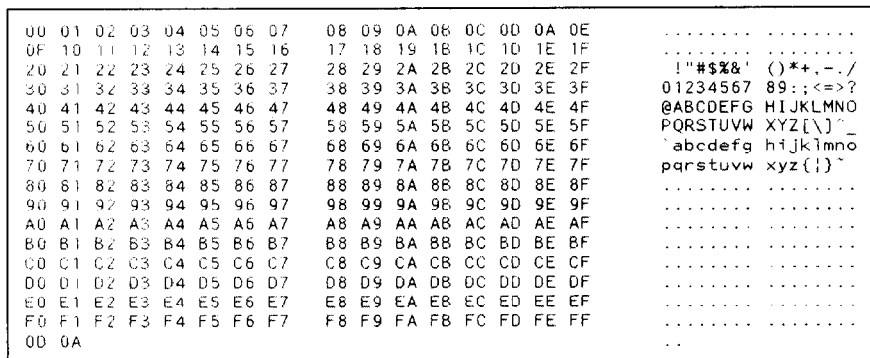 00 01 02 03 04 05 06 07 08 09 0A 0B 0C 0D 0A 0E ........ ........
0F 10 11 12 13 14 15 16 17 18 19 1B 1C 1D 1E 1F ........ ........
20 21 22 23 24 25 26 27 28 29 2A 2B 2C 2D 2E 2F !"#$%&' ()*+,-./
30 31 32 33 34 35 36 37 38 39 3A 3B 3C 3D 3E 3F 01234567 89:;<=>?
40 41 42 43 44 45 46 47 48 49 4A 4B 4C 4D 4E 4F @ABCDEFG HIJKLMNO
50 51 52 53 54 55 56 57 58 59 5A 5B 5C 5D 5E 5F PQRSTUVW XYZ[\]^_
60 61 62 63 64 65 66 67 68 69 6A 6B 6C 6D 6E 6F `abcdefg hijklmno
70 71 72 73 74 75 76 77 78 79 7A 7B 7C 7D 7E 7F pqrstuvw xyz{|}~
80 81 82 83 84 85 86 87 88 89 8A 8B 8C 8D 8E 8F ........ ........
90 91 92 93 94 95 96 97 98 99 9A 9B 9C 9D 9E 9F ........ ........
A0 A1 A2 A3 A4 A5 A6 A7 A8 A9 AA AB AC AD AE AF ........ ........
B0 B1 B2 B3 B4 B5 B6 B7 B8 B9 BA BB BC BD BE BF ........ ........
C0 C1 C2 C3 C4 C5 C6 C7 C8 C9 CA CB CC CD CE CF ........ ........
D0 D1 D2 D3 D4 D5 D6 D7 D8 D9 DA DB DC DD DE DF ........ ........
E0 E1 E2 E3 E4 E5 E6 E7 E8 E9 EA EB EC ED EE EF ........ ........
F0 F1 F2 F3 F4 F5 F6 F7 F8 F9 FA FB FC FD FE FF ........ ........
0D 0A ..